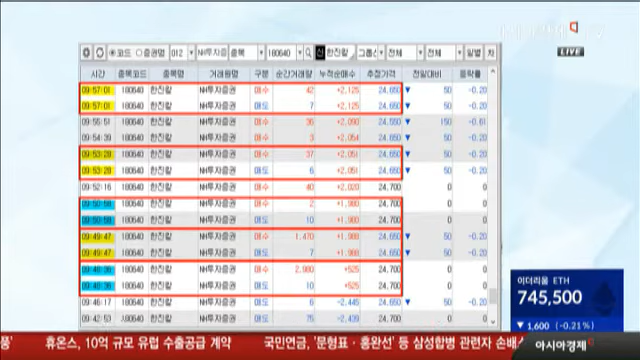 아시아경제
LIVE
코드 종목명 012 NH투자증 종목 180640 신 한진칼 그룹 전체 전체 일별 차
시간 종목코드 종목명 거래원명 구분 순간거래량 누적순매수 추정가격 전일대비 등락률
09:57:01 180640 한진칼 NH투자증권 매수 42 +2,125 24,650 ▼ 50 -0.20
09:57:01 180640 한진칼 NH투자증권 매도 7 +2,125 24,650 ▼ 50 -0.20
09:55:51 180640 한진칼 NH투자증권 매수 36 +2,090 24,550 ▼ 150 -0.61
09:54:39 180640 한진칼 NH투자증권 매수 3 +2,054 24,650 ▼ 50 -0.20
09:53:28 180640 한진칼 NH투자증권 매수 37 +2,051 24,650 ▼ 50 -0.20
09:53:28 180640 한진칼 NH투자증권 매도 6 +2,051 24,650 ▼ 50 -0.20
09:52:16 180640 한진칼 NH투자증권 매수 40 +2,020 24,700 0 0
09:50:58 180640 한진칼 NH투자증권 매수 2 +1,980 24,700 0 0
09:50:58 180640 한진칼 NH투자증권 매도 10 +1,980 24,700 0 0
09:49:47 180640 한진칼 NH투자증권 매수 1,470 +1,988 24,650 ▼ 50 -0.20
09:49:47 180640 한진칼 NH투자증권 매도 7 +1,988 24,650 ▼ 50 -0.20
180640 한진칼 NH투자증권 매수 2,980 +525 24,700 0 0
180640 한진칼 NH투자증권 매도 10 +525 24,700 0 0
09:46:17 180640 한진칼 NH투자증권 매도 6 -2,445 24,650 ▼ 50 -0.20
09:42:53 180640 한진칼 NH투자증권 매도 75 -2,439 24,700 0 0
이더리움 ETH
745,500
▼ 1,600 (-0.21%)
품' 휴온스, 10억 규모 유럽 수출공급 계약 국민연금, '문형표·홍완선' 등 삼성합병 관련자 손배소
아시아경제